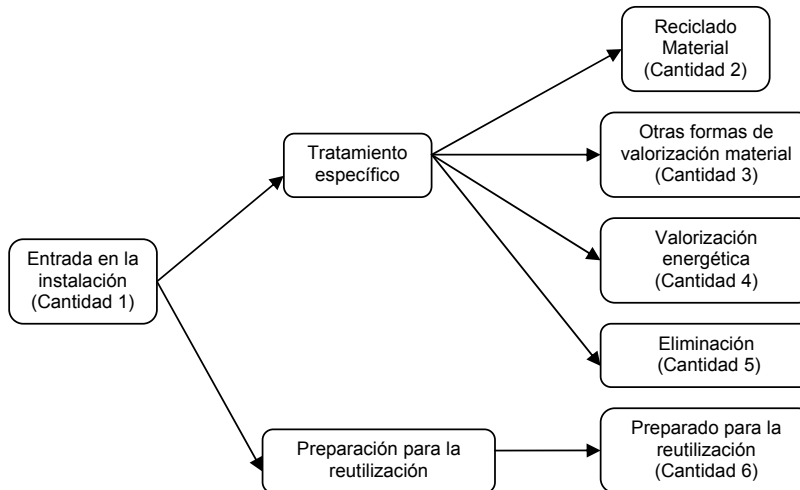 Reciclado
Material
(Cantidad 2)
Otras formas de
valorización material
(Cantidad 3)
Tratamiento
específico
Valorización
energética
(Cantidad 4)
Entrada en la
instalación
(Cantidad 1)
Eliminación
(Cantidad 5)
Preparación para la
reutilización
Preparado para la
reutilización
(Cantidad 6)